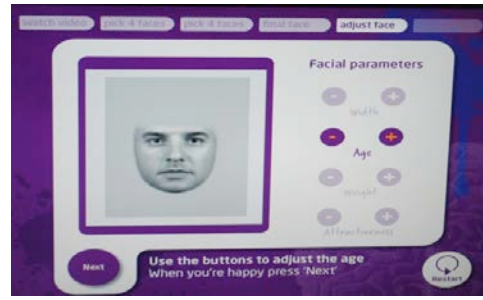 watch video
pick 4 faces
pick 4 faces
final face
adjust face
Facial parameters
- +
Width
- +
Age
- +
Weight
- +
Attractiveness
Next
Use the buttons to adjust the age
When you're happy press 'Next'
Restart